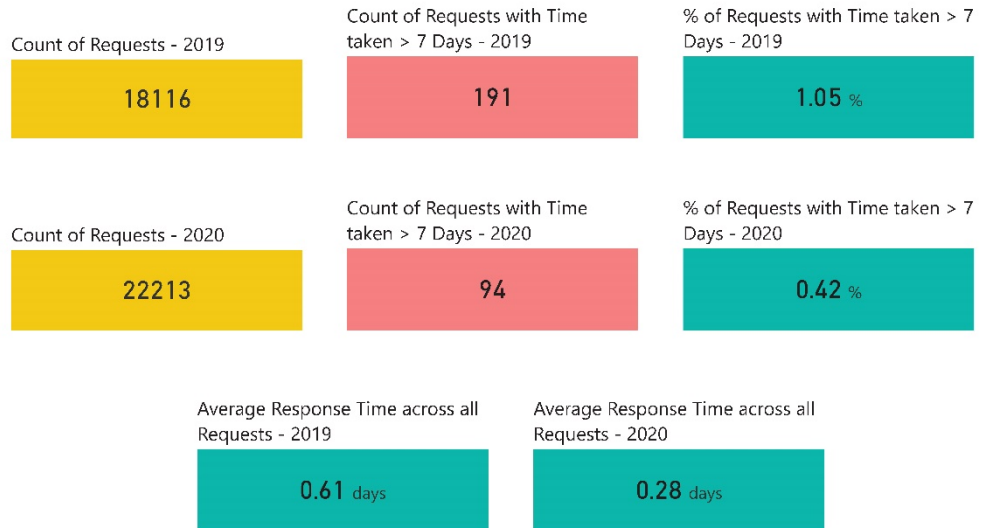 Count of Requests - 2019
18116
Count of Requests with Time
taken > 7 Days - 2019
191
% of Requests with Time taken > 7
Days - 2019
1.05 %
Count of Requests - 2020
22213
Count of Requests with Time
taken > 7 Days - 2020
94
% of Requests with Time taken > 7
Days - 2020
0.42 %
Average Response Time across all
Requests - 2019
0.61 days
Average Response Time across all
Requests - 2020
0.28 days